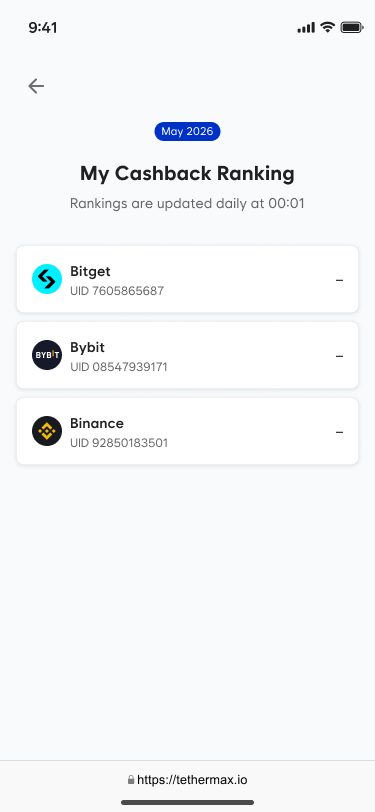 9:41
May 2026
My Cashback Ranking
Rankings are updated daily at 00:01
Bitget
UID 7605865687
–
BYBIT
Bybit
UID 08547939171
–
Binance
UID 92850183501
–
https://tethermax.io